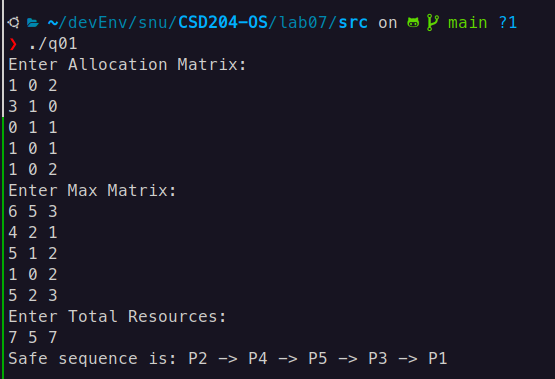 ~/devEnv/snu/CSD204-OS/lab07/src on main ?1
❯ ./q01
Enter Allocation Matrix:
1 0 2
3 1 0
0 1 1
1 0 1
1 0 2
Enter Max Matrix:
6 5 3
4 2 1
5 1 2
1 0 2
5 2 3
Enter Total Resources:
7 5 7
Safe sequence is: P2 -> P4 -> P5 -> P3 -> P1